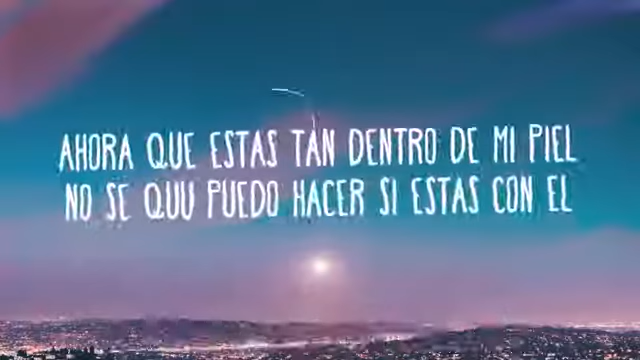 AHORA QUE ESTAS TAN DENTRO DE MI PIEL
NO SE QUU PUEDO HACER SI ESTAS CON EL